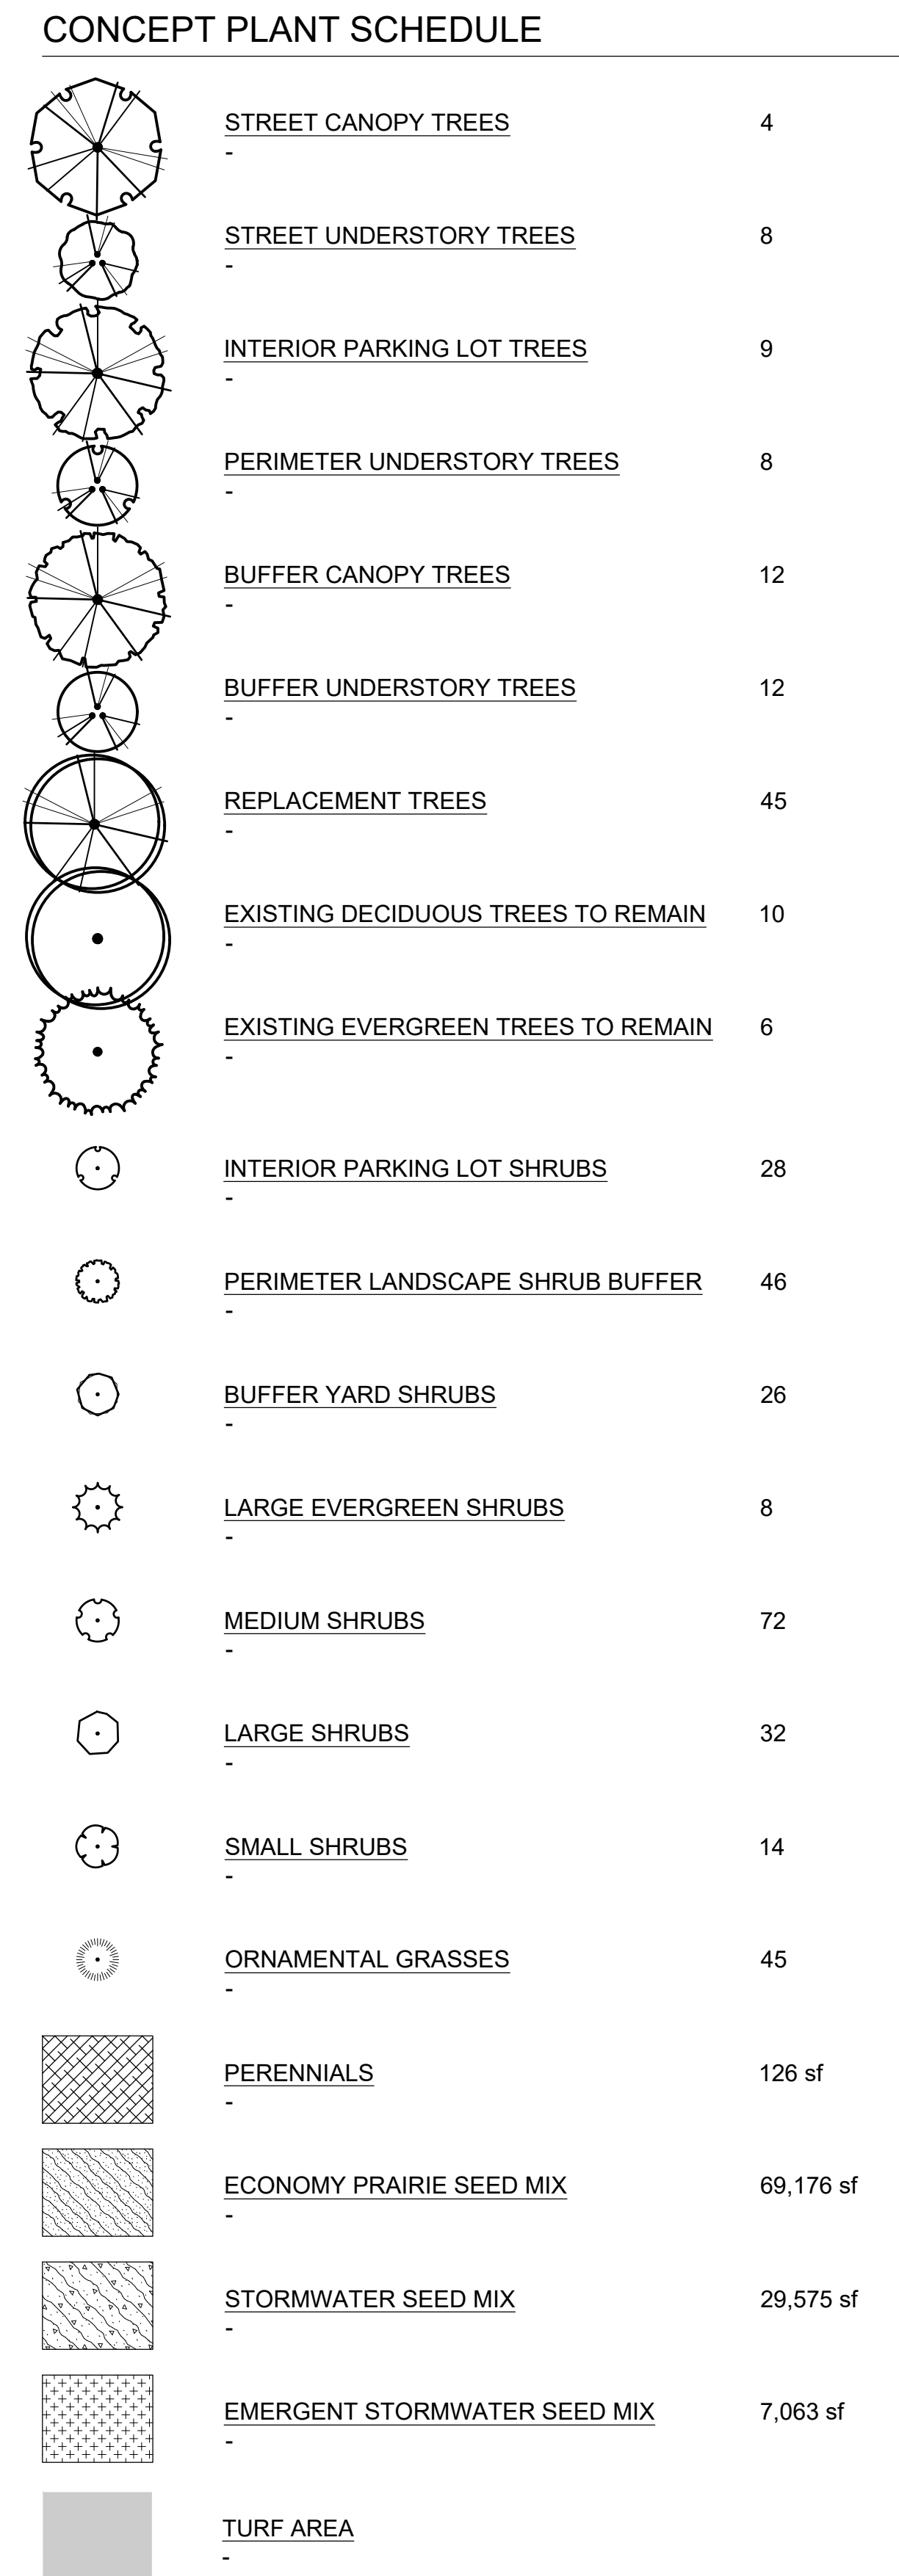 CONCEPT PLANT SCHEDULE
STREET CANOPY TREES 4
-
STREET UNDERSTORY TREES 8
-
INTERIOR PARKING LOT TREES 9
-
PERIMETER UNDERSTORY TREES 8
-
BUFFER CANOPY TREES 12
-
BUFFER UNDERSTORY TREES 12
-
REPLACEMENT TREES 45
-
EXISTING DECIDUOUS TREES TO REMAIN 10
-
EXISTING EVERGREEN TREES TO REMAIN 6
-
INTERIOR PARKING LOT SHRUBS 28
-
PERIMETER LANDSCAPE SHRUB BUFFER 46
-
BUFFER YARD SHRUBS 26
-
LARGE EVERGREEN SHRUBS 8
-
MEDIUM SHRUBS 72
-
LARGE SHRUBS 32
-
SMALL SHRUBS 14
-
ORNAMENTAL GRASSES 45
-
PERENNIALS 126 sf
-
ECONOMY PRAIRIE SEED MIX 69,176 sf
-
STORMWATER SEED MIX 29,575 sf
-
EMERGENT STORMWATER SEED MIX 7,063 sf
-
TURF AREA
-